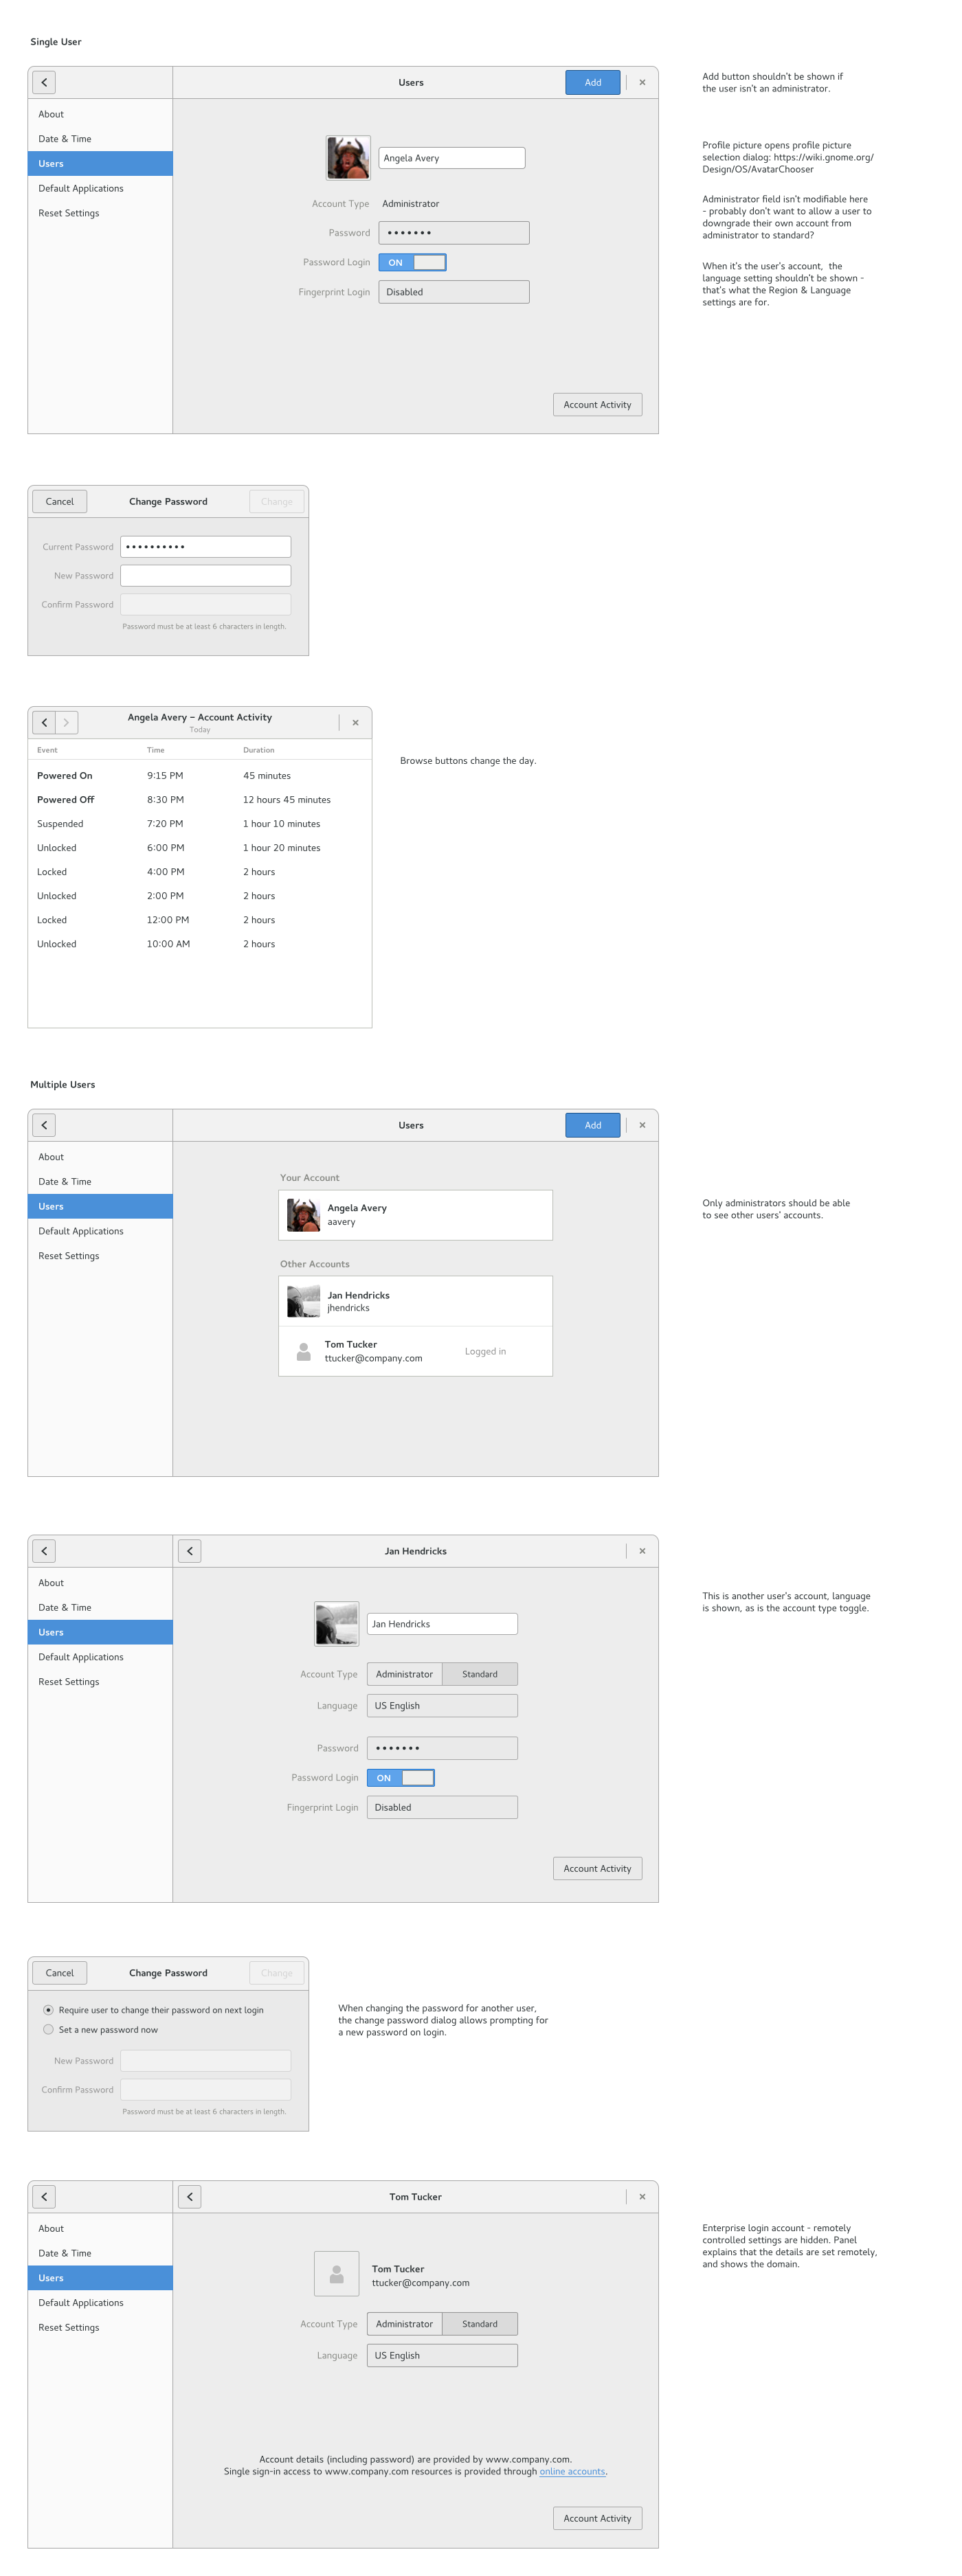 Single User
Users
Add
About
Date & Time
Users
Default Applications
Reset Settings
Angela Avery
Account Type Administrator
Password •••••••
Password Login ON
Fingerprint Login Disabled
Account Activity
Add button shouldn't be shown if
the user isn't an administrator.
Profile picture opens profile picture
selection dialog: https://wiki.gnome.org/
Design/OS/AvatarChooser
Administrator field isn't modifiable here
- probably don't want to allow a user to
downgrade their own account from
administrator to standard?
When it's the user's account, the
language setting shouldn't be shown -
that's what the Region & Language
settings are for.
Cancel Change Password Change
Current Password ••••••••••
New Password
Confirm Password
Password must be at least 6 characters in length.
Angela Avery – Account Activity
Today
Event Time Duration
Powered On 9:15 PM 45 minutes
Powered Off 8:30 PM 12 hours 45 minutes
Suspended 7:20 PM 1 hour 10 minutes
Unlocked 6:00 PM 1 hour 20 minutes
Locked 4:00 PM 2 hours
Unlocked 2:00 PM 2 hours
Locked 12:00 PM 2 hours
Unlocked 10:00 AM 2 hours
Browse buttons change the day.
Multiple Users
Users
Add
About
Date & Time
Users
Default Applications
Reset Settings
Your Account
Angela Avery
aavery
Other Accounts
Jan Hendricks
jhendricks
Tom Tucker
ttucker@company.com
Logged in
Only administrators should be able
to see other users' accounts.
Jan Hendricks
About
Date & Time
Users
Default Applications
Reset Settings
Jan Hendricks
Account Type Administrator Standard
Language US English
Password •••••••
Password Login ON
Fingerprint Login Disabled
Account Activity
This is another user's account, language
is shown, as is the account type toggle.
Cancel Change Password Change
Require user to change their password on next login
Set a new password now
New Password
Confirm Password
Password must be at least 6 characters in length.
When changing the password for another user,
the change password dialog allows prompting for
a new password on login.
Tom Tucker
About
Date & Time
Users
Default Applications
Reset Settings
Tom Tucker
ttucker@company.com
Account Type Administrator Standard
Language US English
Account details (including password) are provided by www.company.com.
Single sign-in access to www.company.com resources is provided through online accounts.
Account Activity
Enterprise login account - remotely
controlled settings are hidden. Panel
explains that the details are set remotely,
and shows the domain.